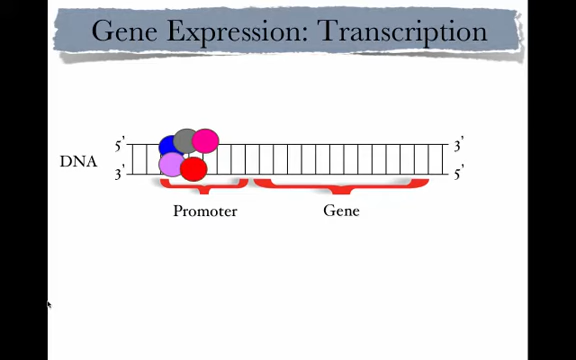 Gene Expression: Transcription
5' 3'
DNA
3' 5'
Promoter Gene